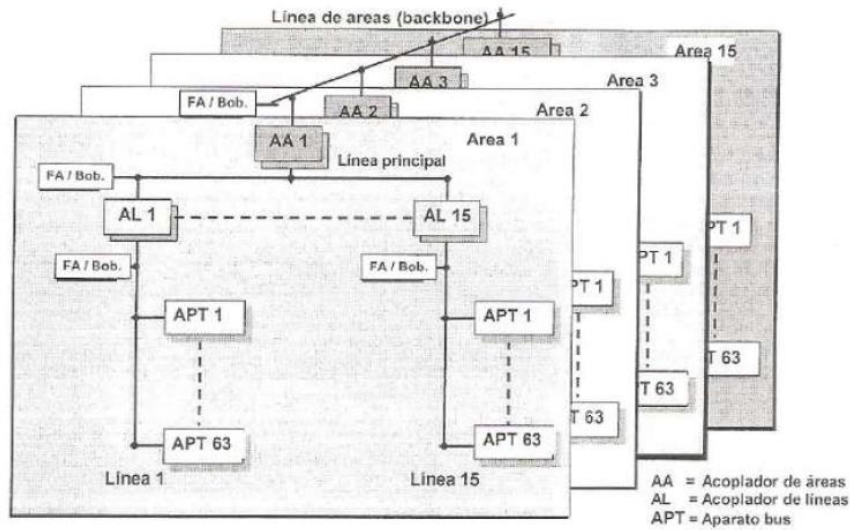 Línea de areas (backbone)
AA 15
Area 15
AA 3
Area 3
FA / Bob.
AA 2
Area 2
AA 1
Area 1
Línea principal
FA / Bob.
AL 1
AL 15
FA / Bob.
FA / Bob.
APT 1
APT 1
PT 1
PT 1
PT 1
APT 63
APT 63
T 63
T 63
T 63
Línea 1
Línea 15
AA = Acoplador de áreas
AL = Acoplador de líneas
APT = Aparato bus